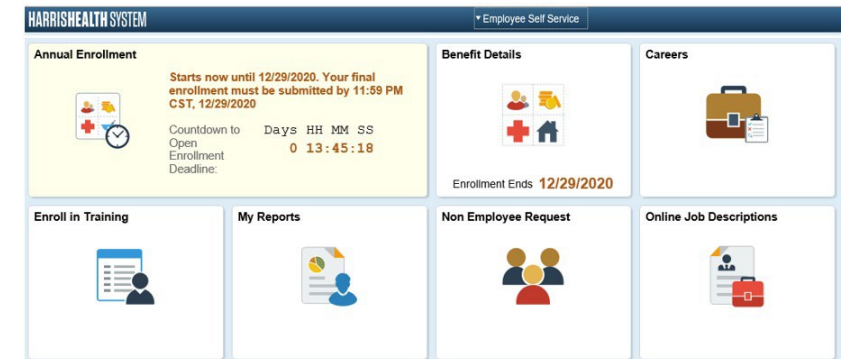 HARRISHEALTH SYSTEM
▾ Employee Self Service
Annual Enrollment
Starts now until 12/29/2020. Your final
enrollment must be submitted by 11:59 PM
CST, 12/29/2020
Countdown to
Open
Enrollment
Deadline:
Days HH MM SS
0 13:45:18
Benefit Details
Enrollment Ends 12/29/2020
Careers
Enroll in Training
My Reports
Non Employee Request
Online Job Descriptions